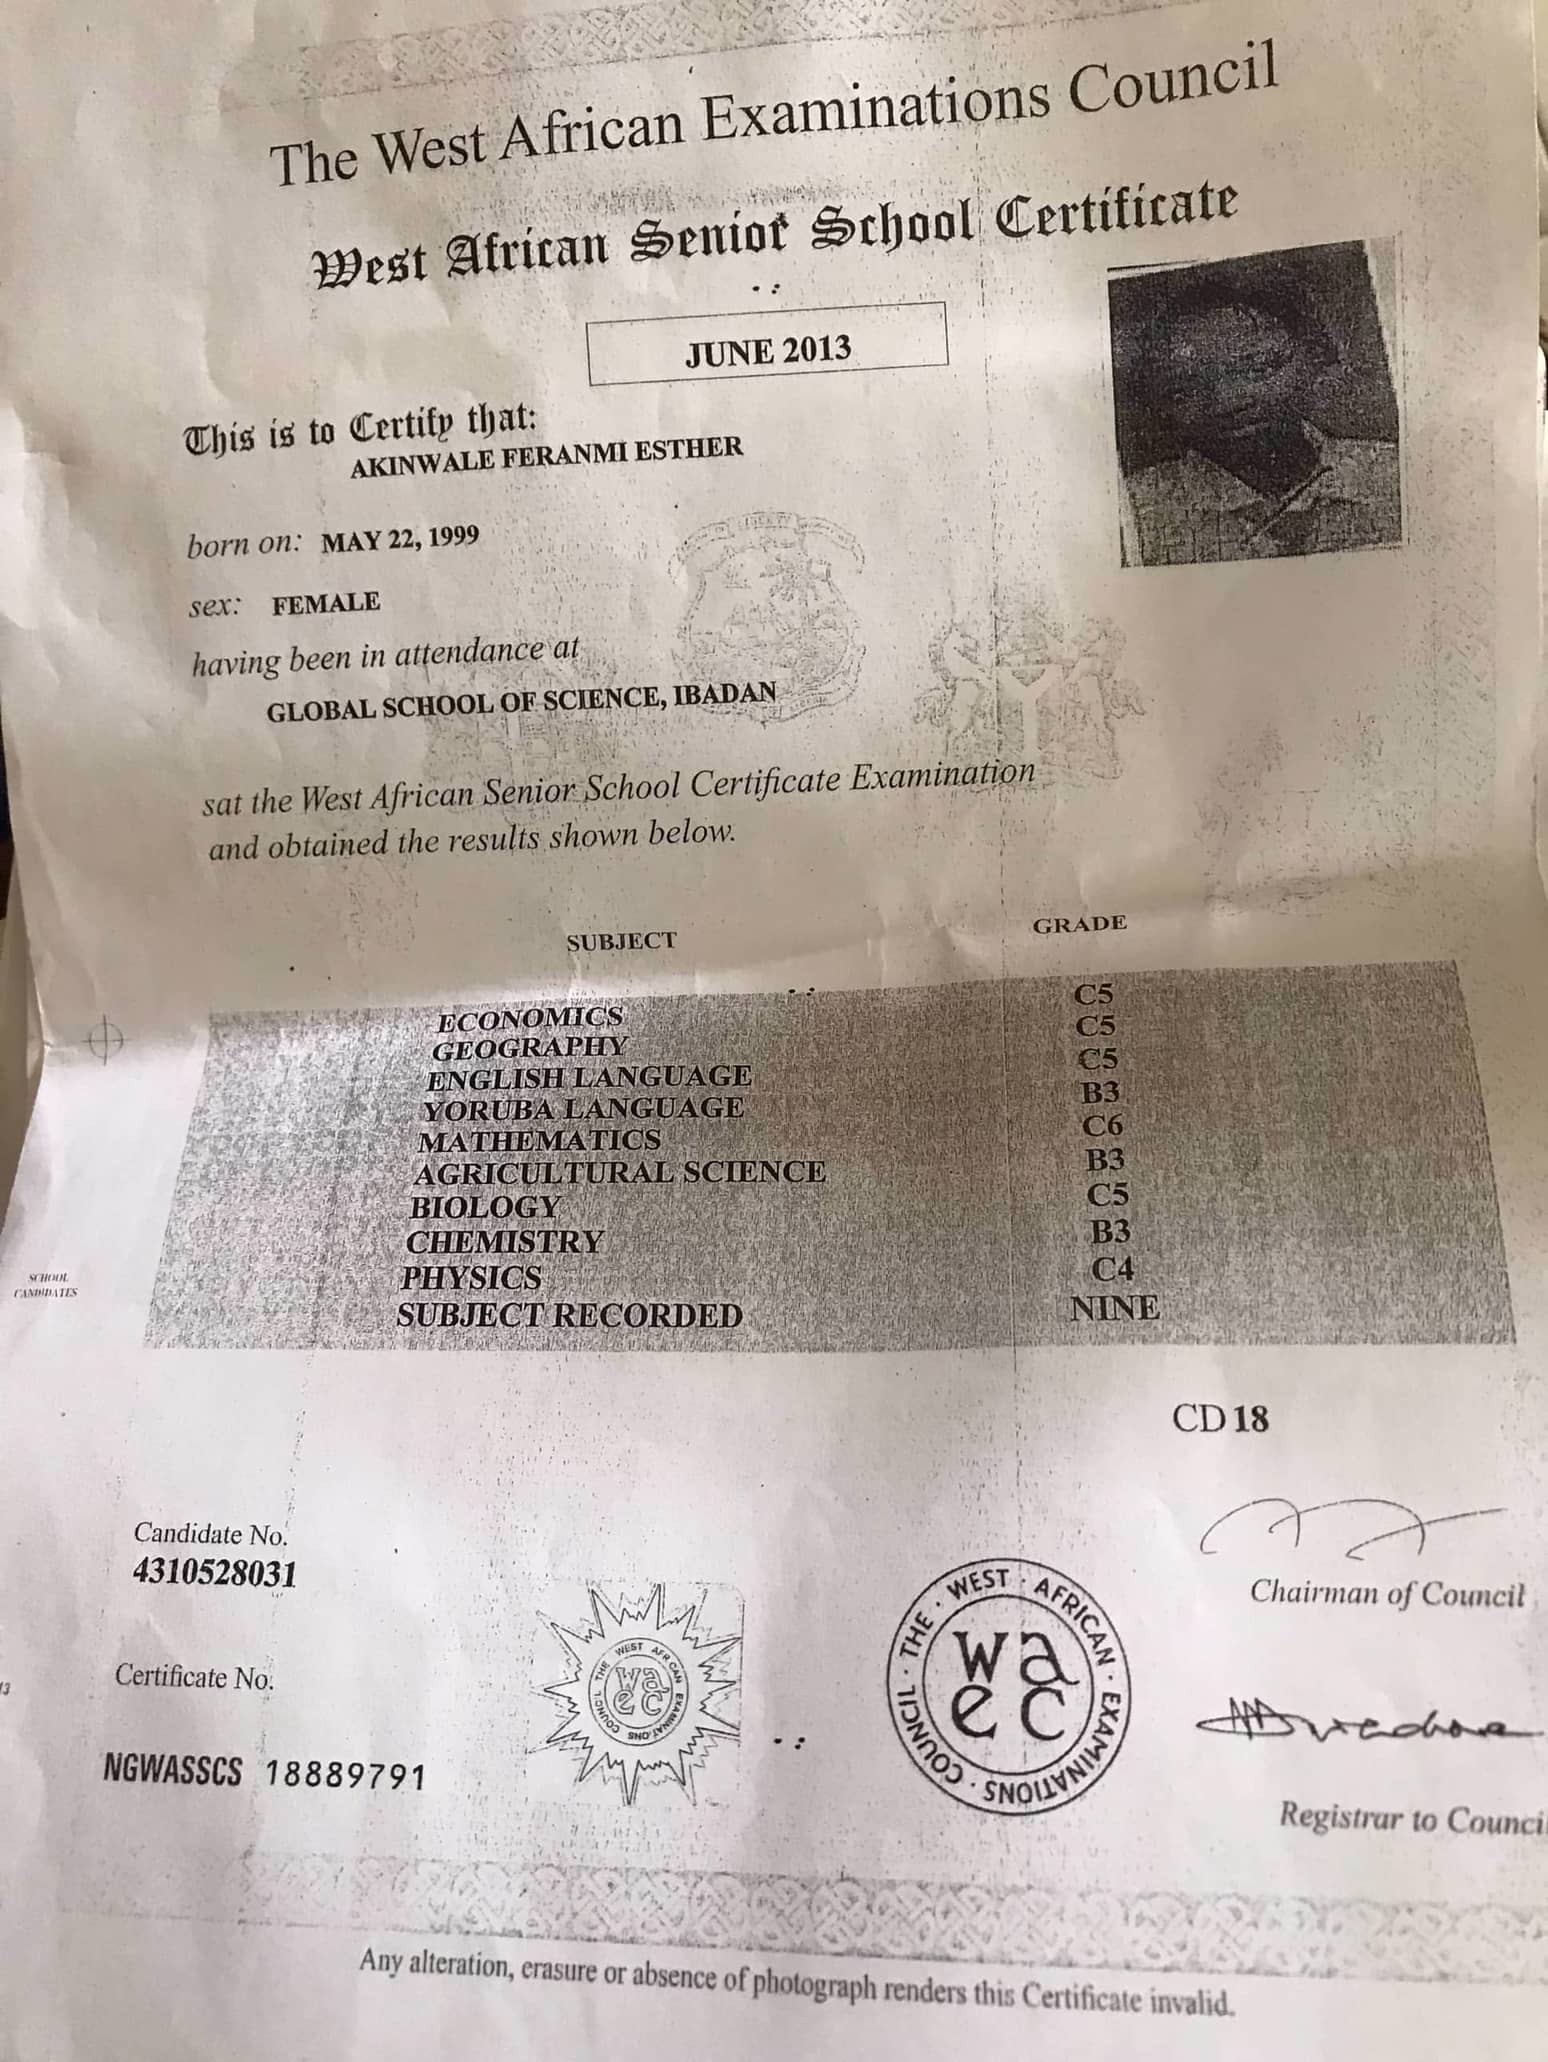 The West African Examinations Council
West African Senior School Certificate
JUNE 2013
This is to Certify that:
AKINWALE FERANMI ESTHER
born on: MAY 22, 1999
sex: FEMALE
having been in attendance at
GLOBAL SCHOOL OF SCIENCE, IBADAN
sat the West African Senior School Certificate Examination
and obtained the results shown below.
SUBJECT GRADE
ECONOMICS C5
GEOGRAPHY C5
ENGLISH LANGUAGE C5
YORUBA LANGUAGE B3
MATHEMATICS C6
AGRICULTURAL SCIENCE B3
BIOLOGY C5
CHEMISTRY B3
PHYSICS C4
SUBJECT RECORDED NINE
SCHOOL
CANDIDATES
CD 18
Candidate No.
4310528031
Chairman of Council
Certificate No.
NGWASSCS 18889791
THE WEST AFRICAN EXAMINATIONS COUNCIL
waec
THE · WEST · AFRICAN · EXAMINATIONS · COUNCIL ·
waec
Registrar to Council
Any alteration, erasure or absence of photograph renders this Certificate invalid.